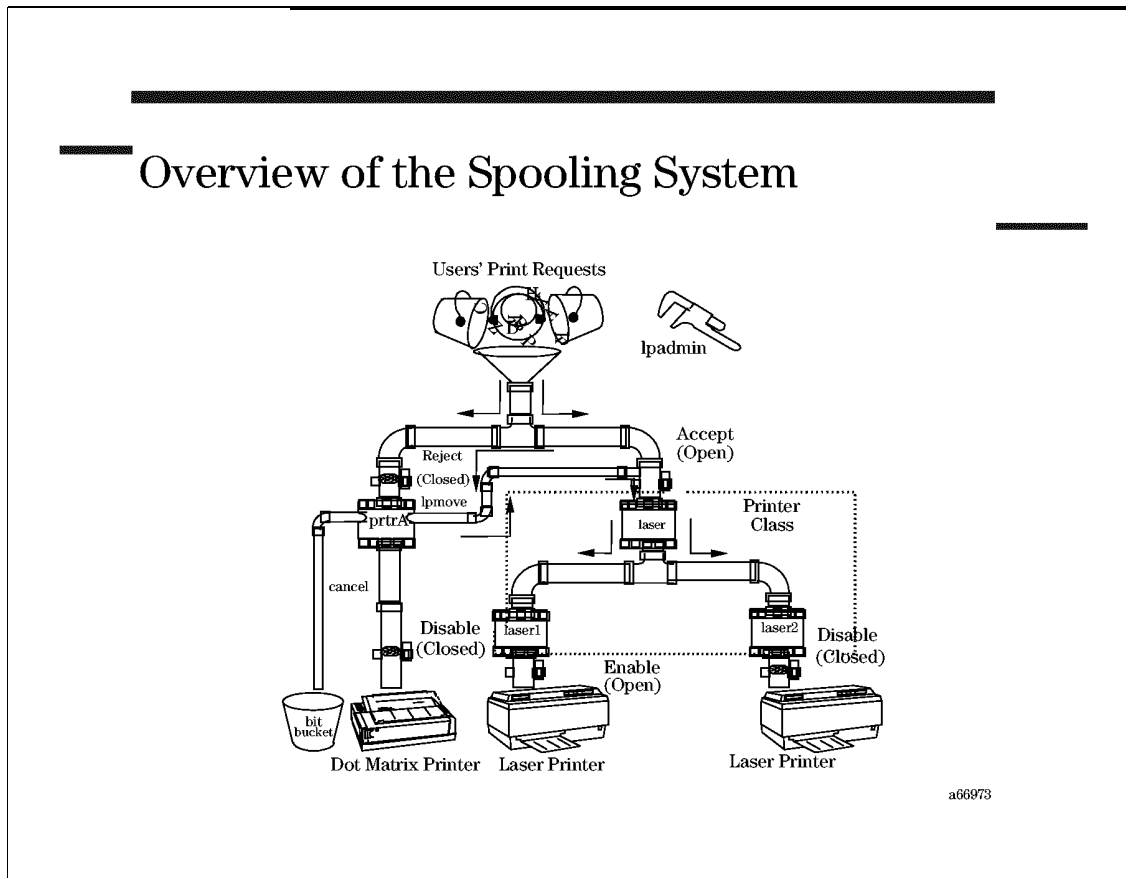 Overview of the Spooling System
Users' Print Requests
lpadmin
Accept
(Open)
Reject
(Closed)
lpmove
Printer
Class
prtrA
laser
cancel
Disable
(Closed)
laser1
laser2
Disable
(Closed)
Enable
(Open)
bit
bucket
Dot Matrix Printer
Laser Printer
Laser Printer
a66973